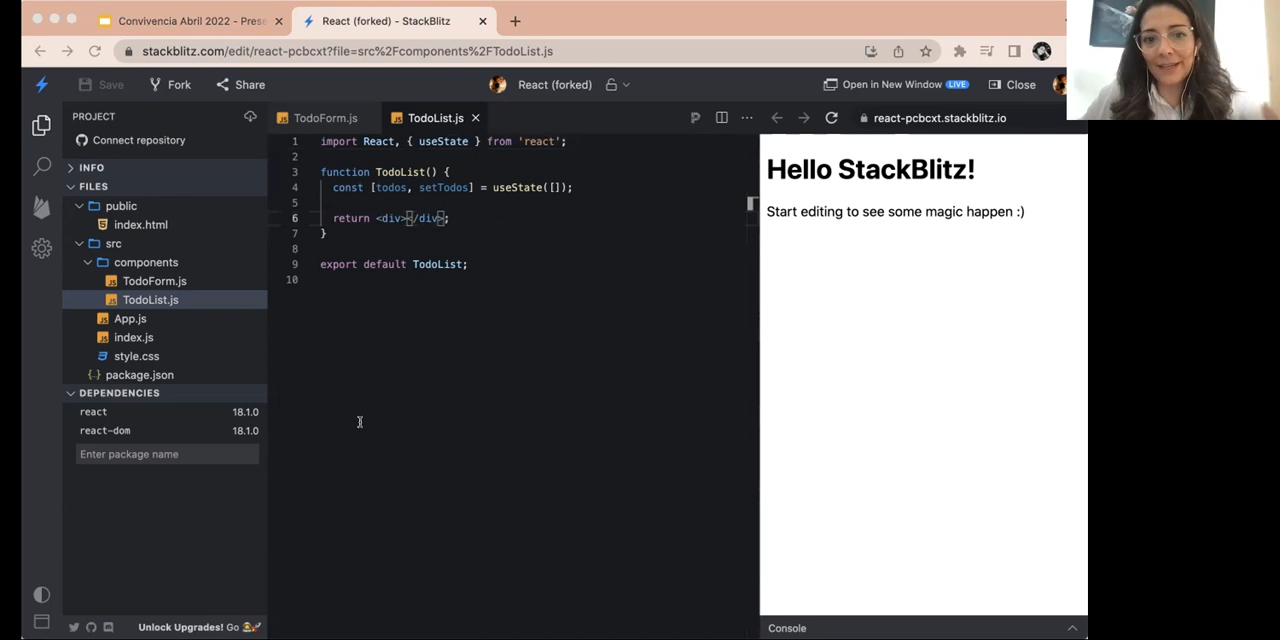 Convivencia Abril 2022 - Prese
React (forked) - StackBlitz
stackblitz.com/edit/react-pcbcxt?file=src%2Fcomponents%2FTodoList.js
Save
Fork
Share
React (forked)
Open in New Window LIVE
Close
PROJECT
Connect repository
INFO
FILES
public
index.html
src
components
TodoForm.js
TodoList.js
App.js
index.js
style.css
package.json
DEPENDENCIES
react 18.1.0
react-dom 18.1.0
Enter package name
Unlock Upgrades! Go
TodoForm.js
TodoList.js
1 import React, { useState } from 'react';
2
3 function TodoList() {
4 const [todos, setTodos] = useState([]);
5
6 return <div></div>;
7 }
8
9 export default TodoList;
10
react-pcbcxt.stackblitz.io
Hello StackBlitz!
Start editing to see some magic happen :)
Console